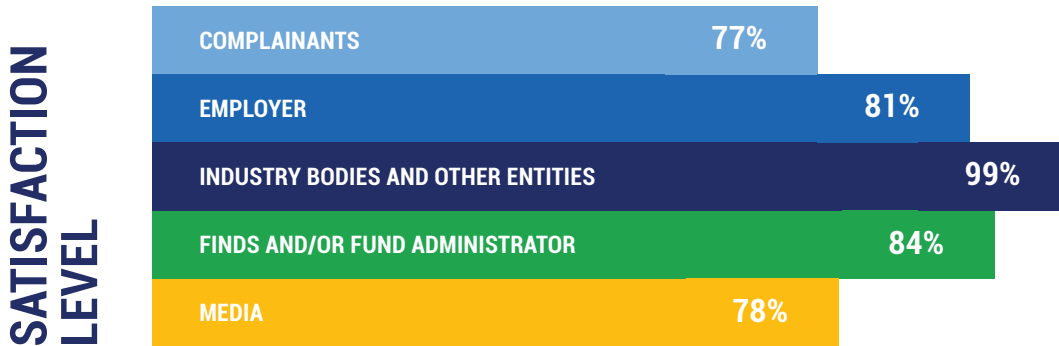 SATISFACTION
LEVEL
COMPLAINANTS 77%
EMPLOYER 81%
INDUSTRY BODIES AND OTHER ENTITIES 99%
FINDS AND/OR FUND ADMINISTRATOR 84%
MEDIA 78%